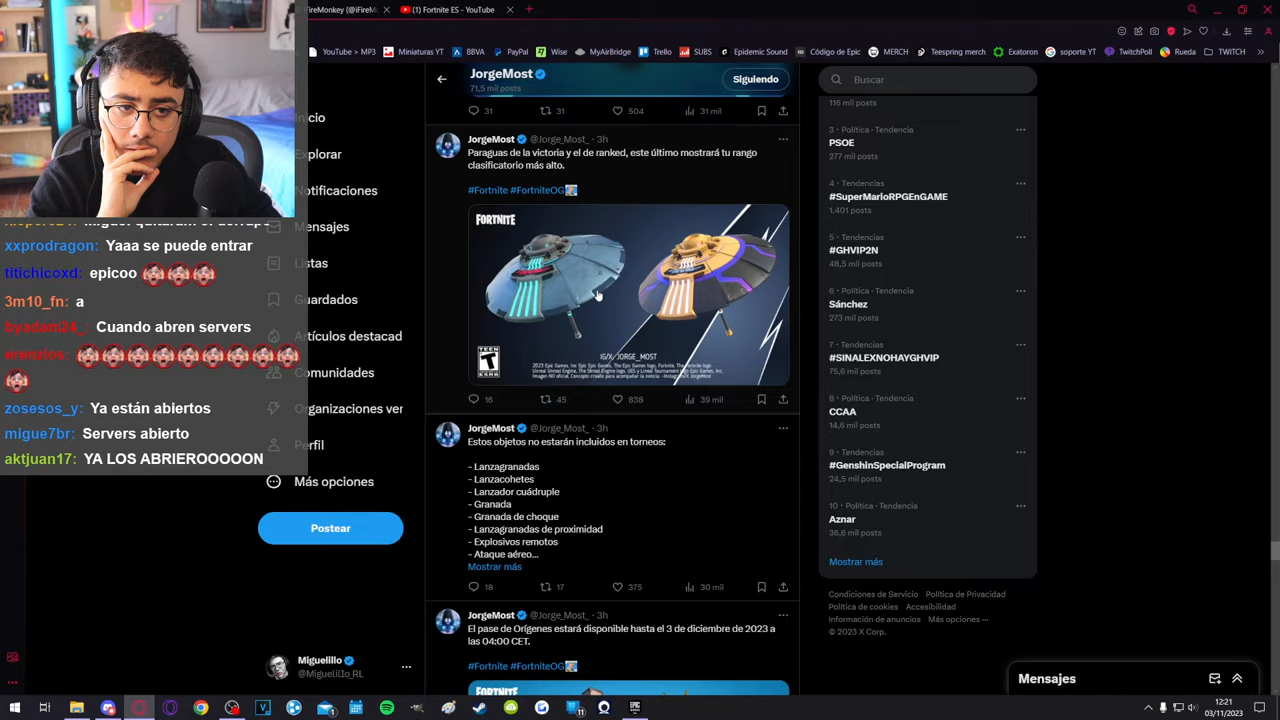 iFireMonkey (@iFireMo
(1) Fortnite ES - YouTube
YouTube > MP3
Miniaturas YT
BBVA
PayPal
Wise
MyAirBridge
Trello
SUBS
Epidemic Sound
Código de Epic
MERCH
Teespring merch
Exatoron
soporte YT
TwitchPoll
Rueda
TWITCH
JorgeMost
71,5 mil posts
Siguiendo
Buscar
31 31 504 31 mil
JorgeMost @Jorge_Most_ · 3h
Paraguas de la victoria y el de ranked, este último mostrará tu rango
clasificatorio más alto.
#Fortnite #FortniteOG
FORTNITE
TEEN
ESRB
IG/X: JORGE_MOST
16 45 838 39 mil
JorgeMost @Jorge_Most_ · 3h
Estos objetos no estarán incluidos en torneos:
- Lanzagranadas
- Lanzacohetes
- Lanzador cuádruple
- Granada
- Granada de choque
- Lanzagranadas de proximidad
- Explosivos remotos
- Ataque aéreo...
Mostrar más
18 17 375 30 mil
JorgeMost @Jorge_Most_ · 3h
El pase de Orígenes estará disponible hasta el 3 de diciembre de 2023 a
las 04:00 CET.
#Fortnite #FortniteOG
nicio
Explorar
Notificaciones
Mensajes
Listas
Guardados
Artículos destacad
Comunidades
Organizaciones ver
Perfil
Más opciones
Postear
Miguelillo
@Miguelillo_RL
xxprodragon: Yaaa se puede entrar
titichicoxd: epicoo
3m10_fn: a
byadam24_: Cuando abren servers
erenzlos:
zosesos_y: Ya están abiertos
migue7br: Servers abierto
aktjuan17: YA LOS ABRIEROOOOON
116 mil posts
3 · Política · Tendencia
PSOE
277 mil posts
4 · Tendencias
#SuperMarioRPGEnGAME
1.401 posts
5 · Tendencias
#GHVIP2N
48,5 mil posts
6 · Política · Tendencia
Sánchez
273 mil posts
7 · Tendencias
#SINALEXNOHAYGHVIP
75,6 mil posts
8 · Política · Tendencia
CCAA
14,6 mil posts
9 · Tendencias
#GenshinSpecialProgram
24,5 mil posts
10 · Política · Tendencia
Aznar
36,6 mil posts
Mostrar más
Condiciones de Servicio Política de Privacidad
Política de cookies Accesibilidad
Información de anuncios Más opciones ···
© 2023 X Corp.
Mensajes
12:21
03/11/2023